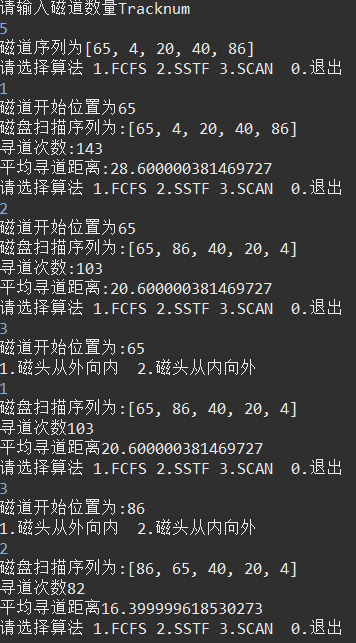 请输入磁道数量Tracknum
5
磁道序列为[65, 4, 20, 40, 86]
请选择算法 1.FCFS 2.SSTF 3.SCAN  0.退出
1
磁道开始位置为65
磁盘扫描序列为:[65, 4, 20, 40, 86]
寻道次数:143
平均寻道距离:28.600000381469727
请选择算法 1.FCFS 2.SSTF 3.SCAN  0.退出
2
磁道开始位置为65
磁盘扫描序列为:[65, 86, 40, 20, 4]
寻道次数:103
平均寻道距离:20.600000381469727
请选择算法 1.FCFS 2.SSTF 3.SCAN  0.退出
3
磁道开始位置为:65
1.磁头从外向内  2.磁头从内向外
1
磁盘扫描序列为:[65, 86, 40, 20, 4]
寻道次数103
平均寻道距离20.600000381469727
请选择算法 1.FCFS 2.SSTF 3.SCAN  0.退出
3
磁道开始位置为:86
1.磁头从外向内  2.磁头从内向外
2
磁盘扫描序列为:[86, 65, 40, 20, 4]
寻道次数82
平均寻道距离16.399999618530273
请选择算法 1.FCFS 2.SSTF 3.SCAN  0.退出